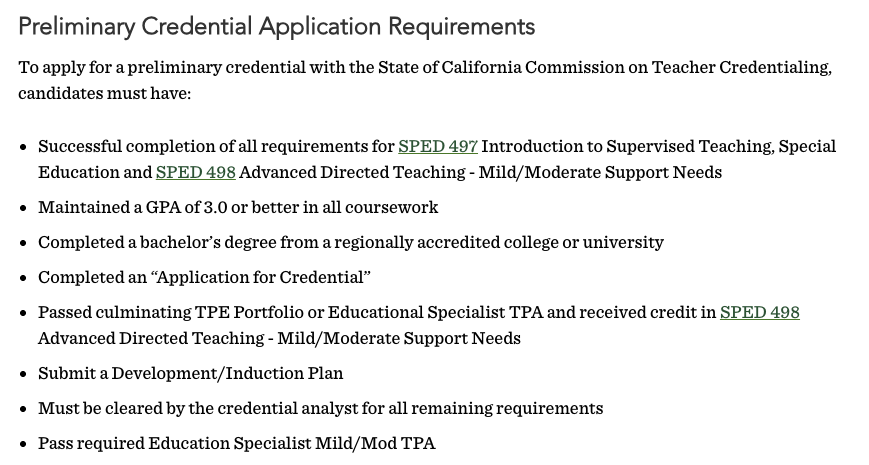 Preliminary Credential Application Requirements
To apply for a preliminary credential with the State of California Commission on Teacher Credentialing,
candidates must have:
• Successful completion of all requirements for SPED 497 Introduction to Supervised Teaching, Special
Education and SPED 498 Advanced Directed Teaching - Mild/Moderate Support Needs
• Maintained a GPA of 3.0 or better in all coursework
• Completed a bachelor’s degree from a regionally accredited college or university
• Completed an “Application for Credential”
• Passed culminating TPE Portfolio or Educational Specialist TPA and received credit in SPED 498
Advanced Directed Teaching - Mild/Moderate Support Needs
• Submit a Development/Induction Plan
• Must be cleared by the credential analyst for all remaining requirements
• Pass required Education Specialist Mild/Mod TPA